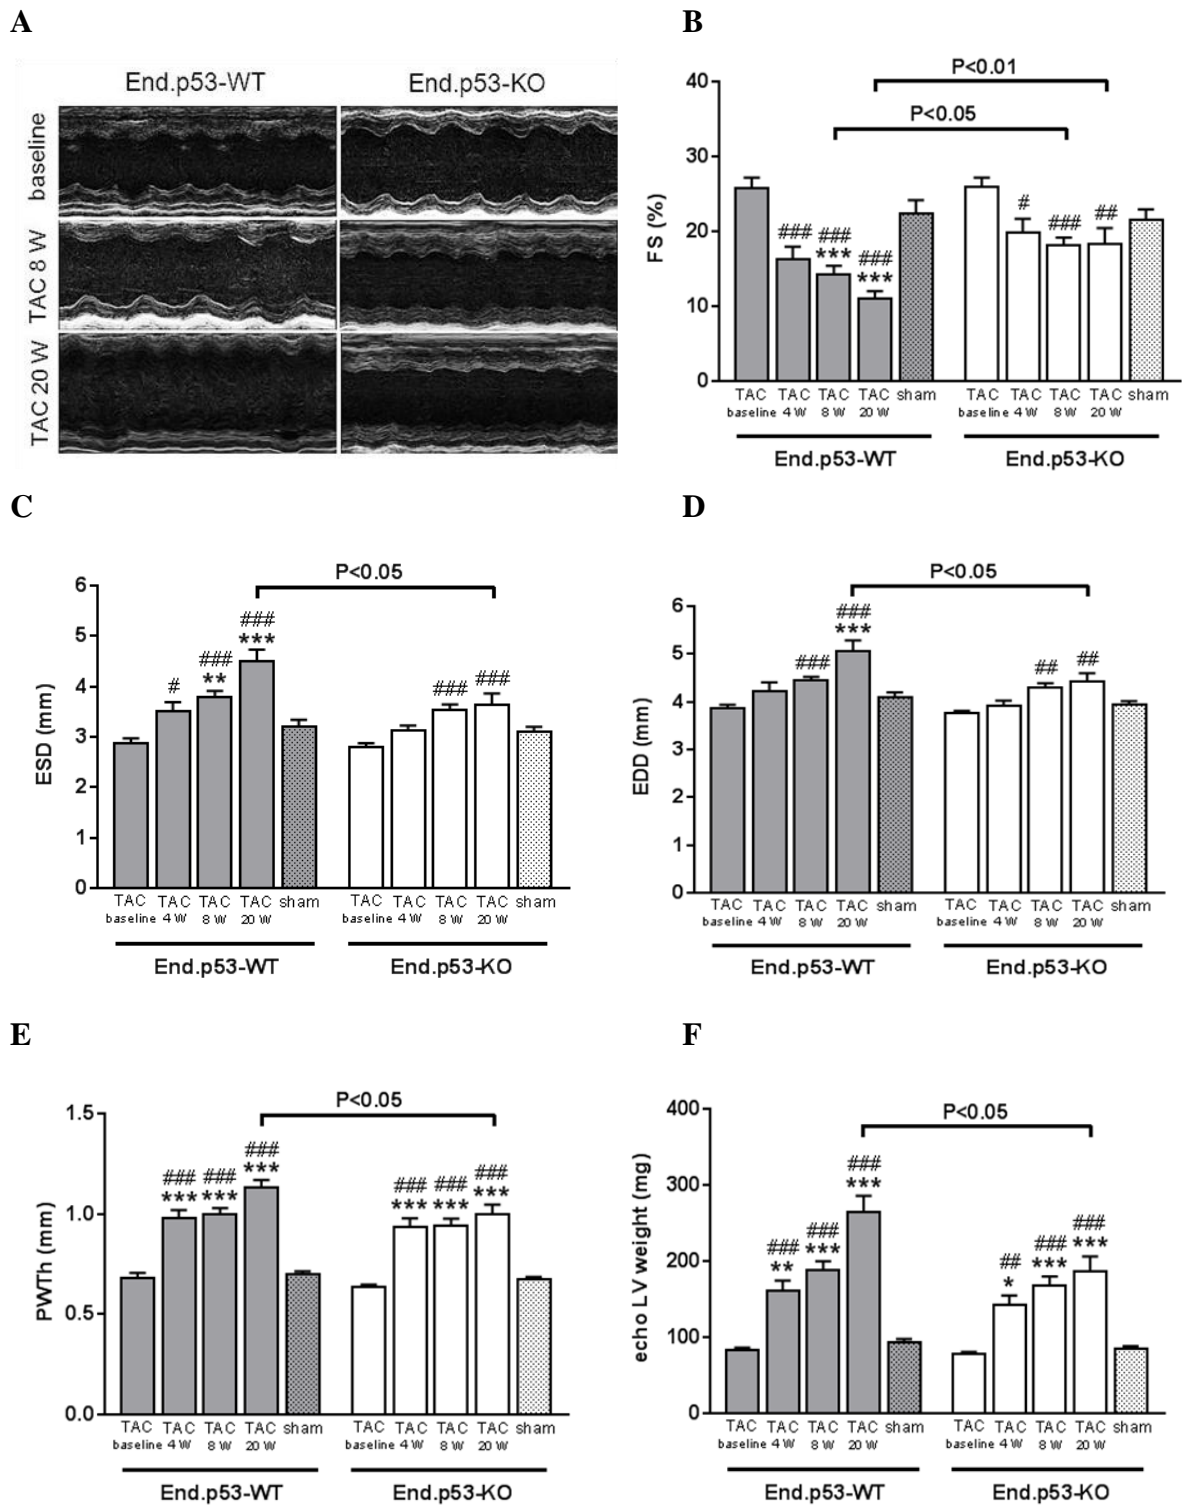 A
End.p53-WT
End.p53-KO
baseline
TAC 8 W
TAC 20 W
B
P<0.01
P<0.05
40
30
20
10
0
FS (%)
###
###
***
###
***
#
###
##
TAC TAC TAC TAC sham
baseline 4 W 8 W 20 W
End.p53-WT
TAC TAC TAC TAC sham
baseline 4 W 8 W 20 W
End.p53-KO
C
P<0.05
6
5
4
3
2
1
0
ESD (mm)
#
###
**
###
***
###
###
TAC TAC TAC TAC sham
baseline 4 W 8 W 20 W
End.p53-WT
TAC TAC TAC TAC sham
baseline 4 W 8 W 20 W
End.p53-KO
D
P<0.05
6
5
4
3
2
1
0
EDD (mm)
###
###
***
##
##
TAC TAC TAC TAC sham
baseline 4 W 8 W 20 W
End.p53-WT
TAC TAC TAC TAC sham
baseline 4 W 8 W 20 W
End.p53-KO
E
P<0.05
1.5
1.0
0.5
0.0
PWTh (mm)
###
***
###
***
###
***
###
***
###
***
###
***
TAC TAC TAC TAC sham
baseline 4 W 8 W 20 W
End.p53-WT
TAC TAC TAC TAC sham
baseline 4 W 8 W 20 W
End.p53-KO
F
P<0.05
400
300
200
100
0
echo LV weight (mg)
###
**
###
***
###
***
##
*
###
***
###
***
TAC TAC TAC TAC sham
baseline 4 W 8 W 20 W
End.p53-WT
TAC TAC TAC TAC sham
baseline 4 W 8 W 20 W
End.p53-KO